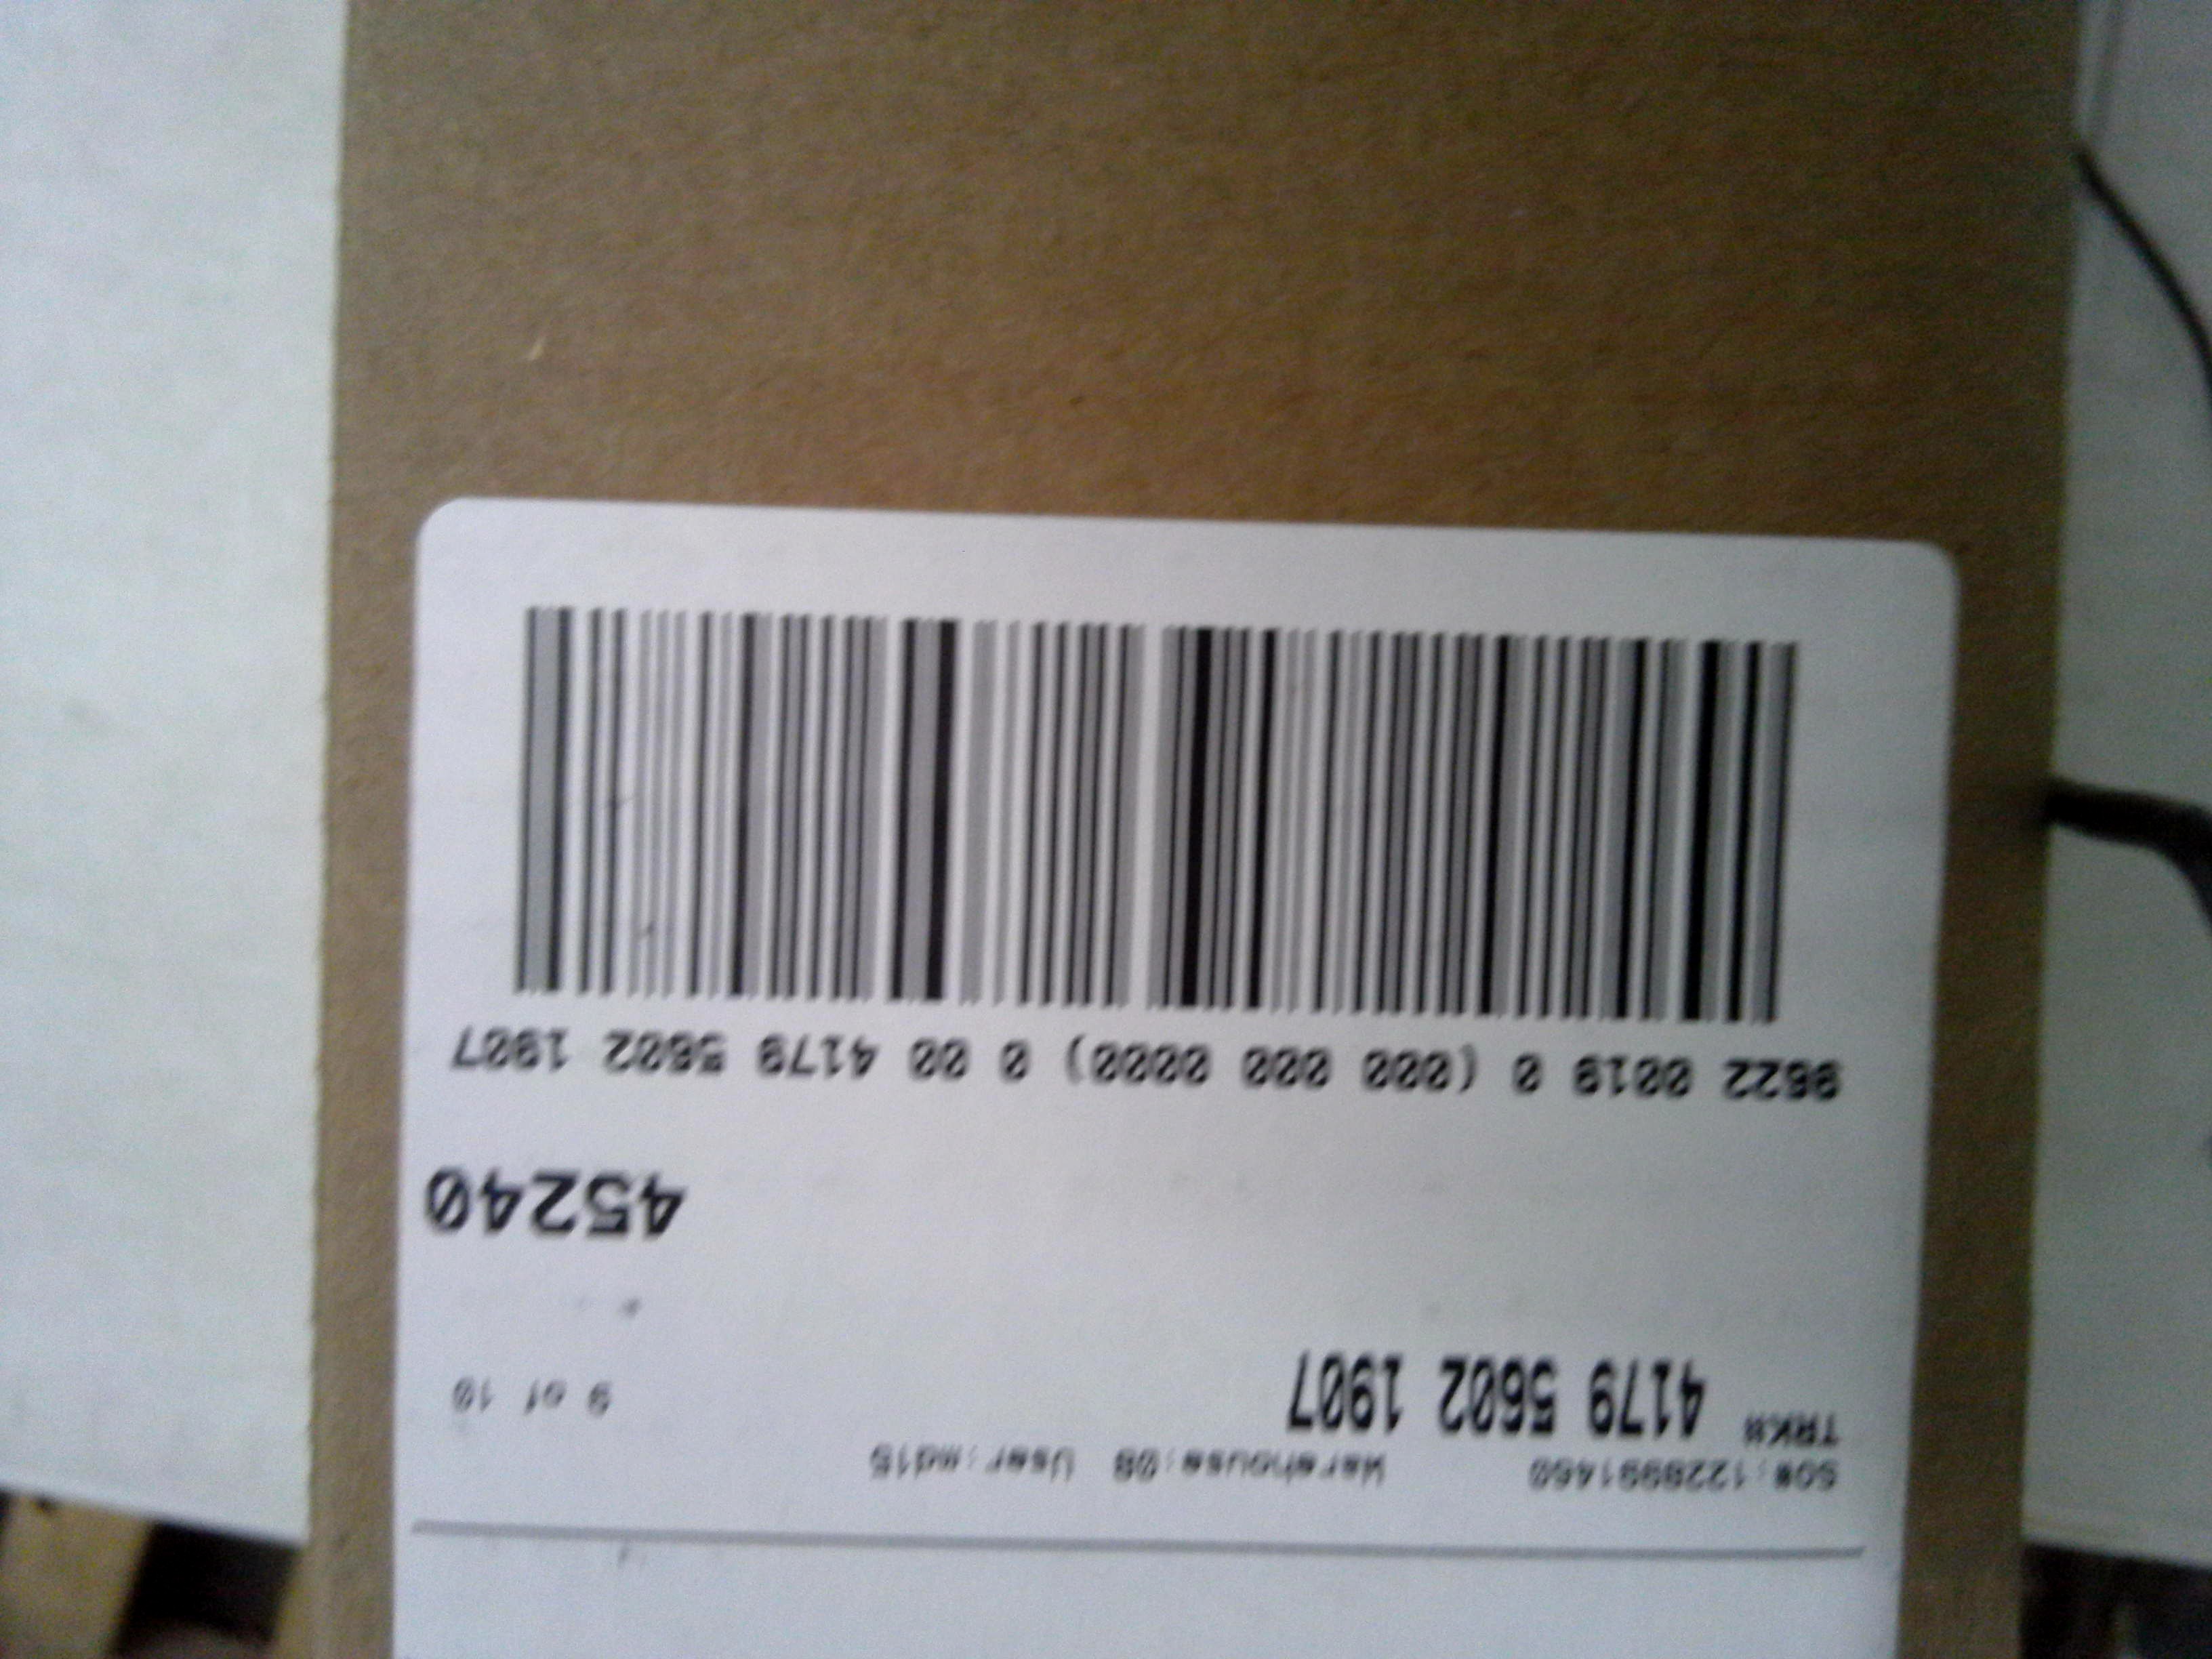 SO#:1228991460 Warehouse:08 User:md15
TRK# 4179 5602 1907
9 of 10
45240
9622 0019 0 (000 000 0000) 0 00 4179 5602 1907